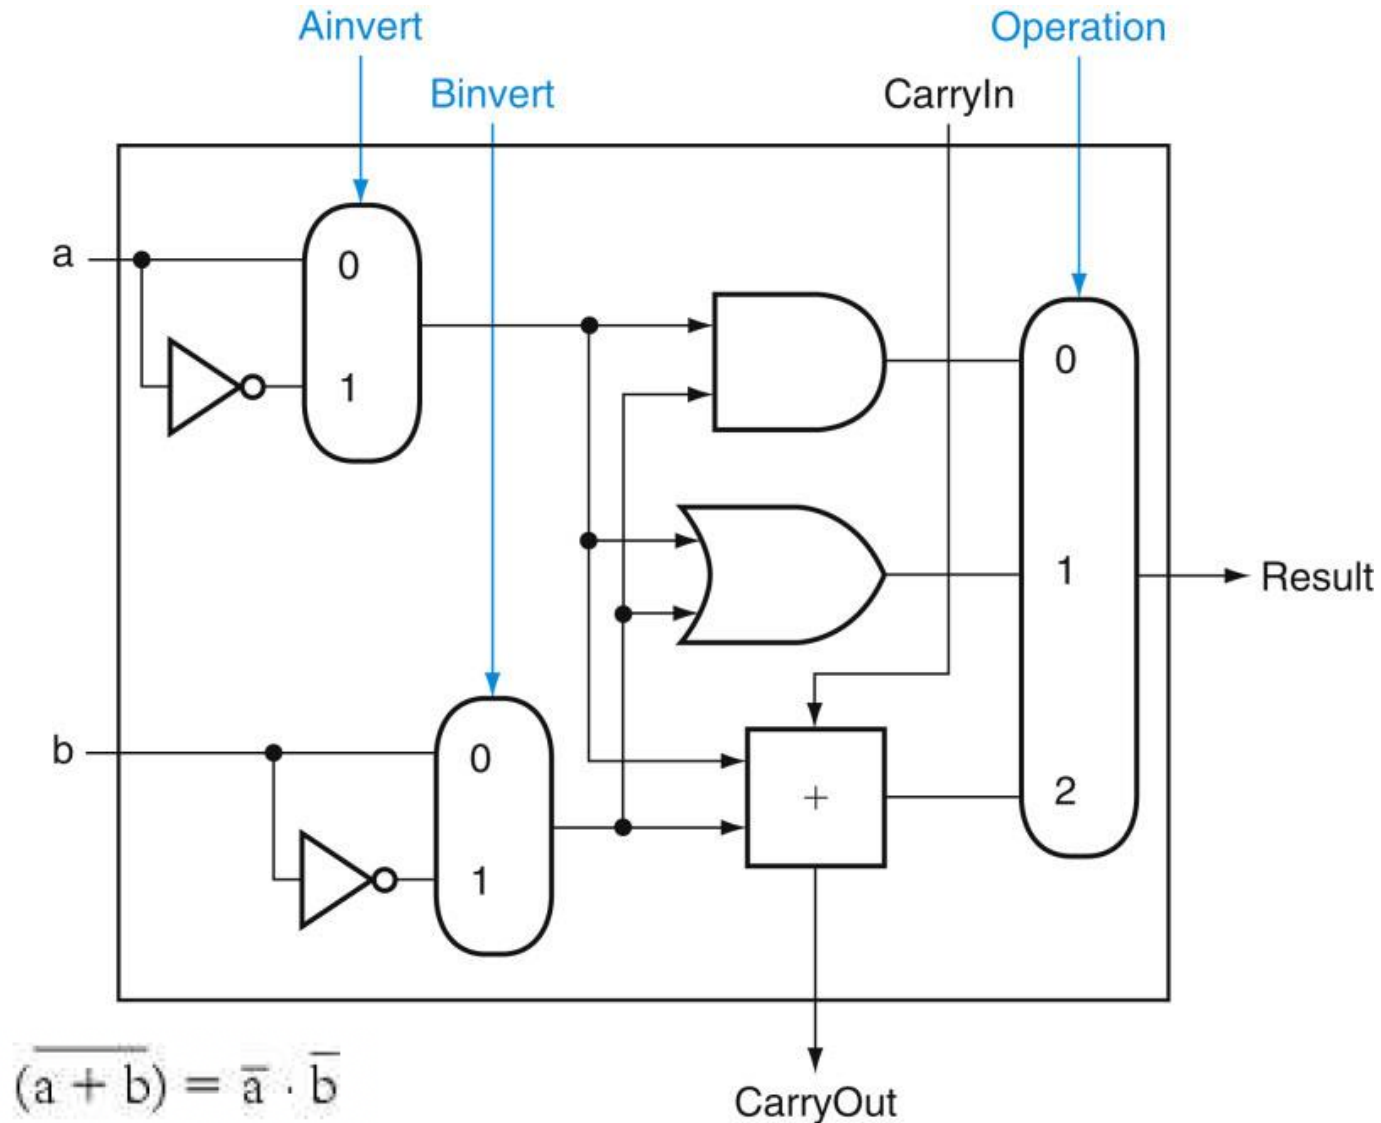 Ainvert
Operation
Binvert
CarryIn
a
0
1
0
1
Result
b
0
1
2
+
CarryOut
(a + b)̅ = a̅ · b̅